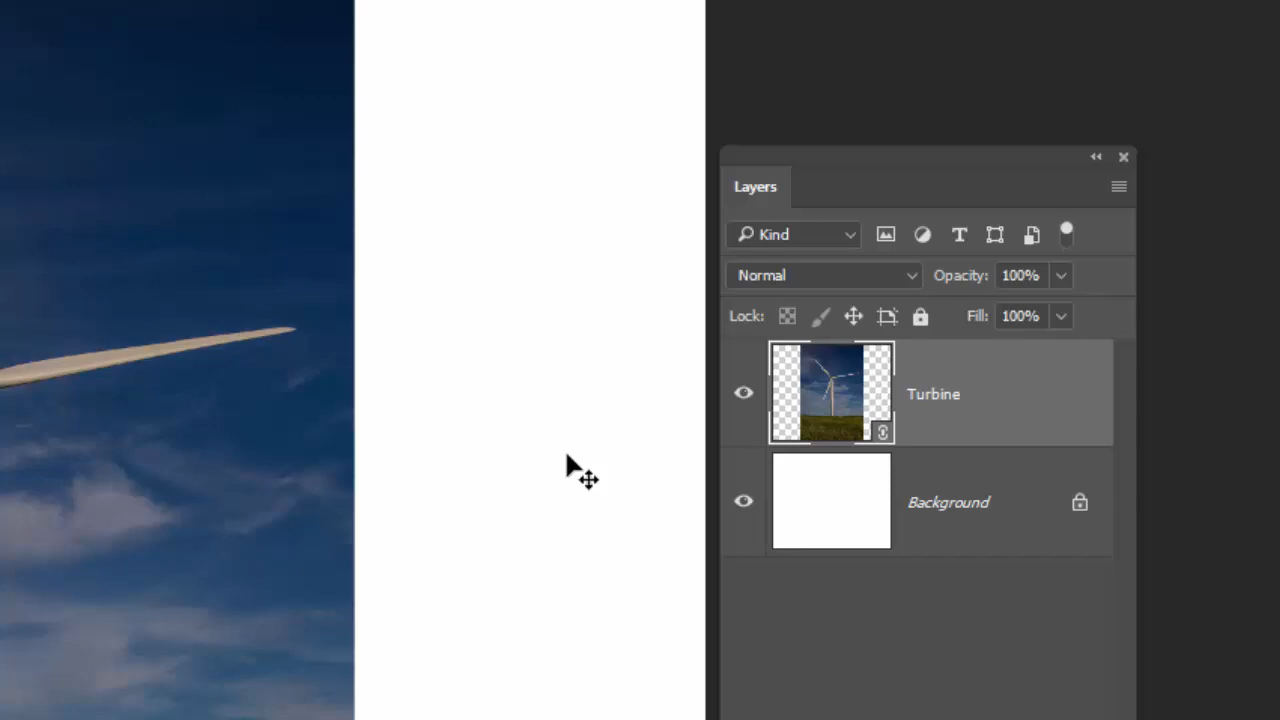 Layers
Kind
Normal Opacity: 100%
Lock: Fill: 100%
Turbine
Background